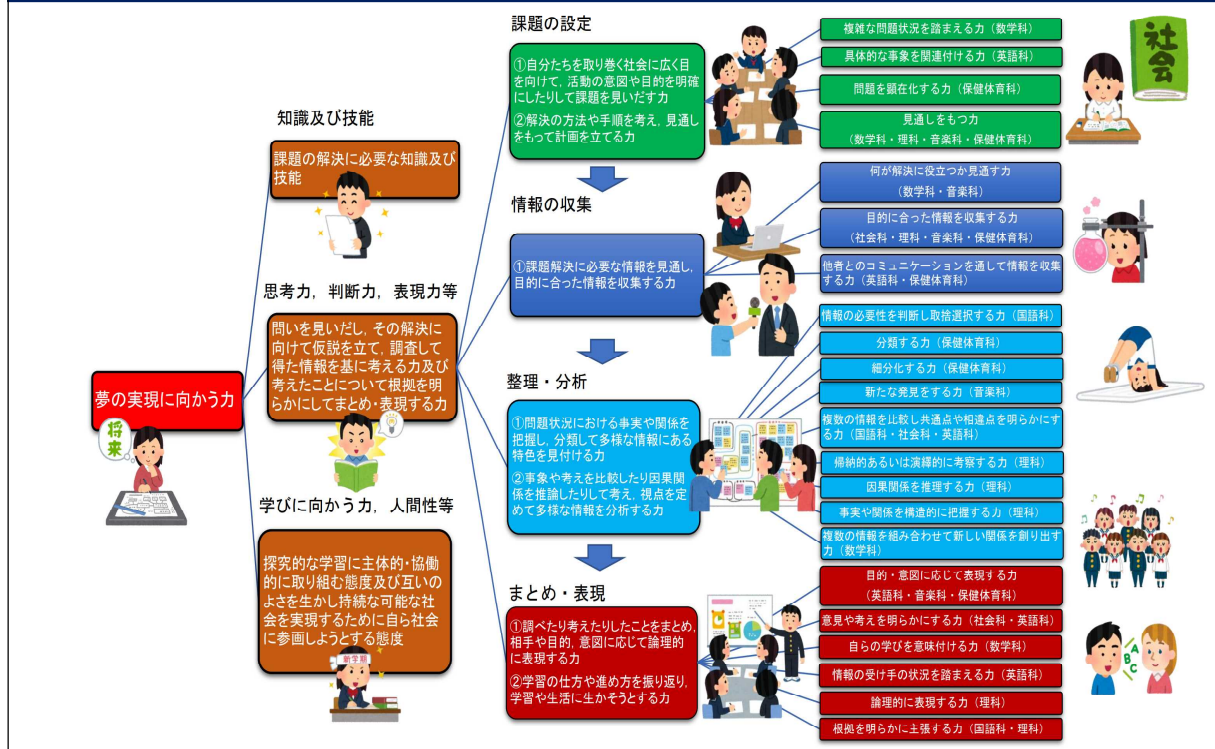 夢の実現に向かう力
将来
知識及び技能
課題の解決に必要な知識及び
技能
思考力，判断力，表現力等
問いを見いだし，その解決に
向けて仮説を立て，調査して
得た情報を基に考える力及び
考えたことについて根拠を明
らかにしてまとめ・表現する力
学びに向かう力，人間性等
探究的な学習に主体的・協働
的に取り組む態度及び互いの
よさを生かし持続な可能な社
会を実現するために自ら社会
に参画しようとする態度
新学期
課題の設定
①自分たちを取り巻く社会に広く目
を向けて，活動の意図や目的を明確
にしたりして課題を見いだす力
②解決の方法や手順を考え，見通し
をもって計画を立てる力
複雑な問題状況を踏まえる力（数学科）
具体的な事象を関連付ける力（英語科）
問題を顕在化する力（保健体育科）
見通しをもつ力
（数学科・理科・音楽科・保健体育科）
社会
情報の収集
①課題解決に必要な情報を見通し，
目的に合った情報を収集する力
何が解決に役立つか見通す力
（数学科・音楽科）
目的に合った情報を収集する力
（社会科・理科・音楽科・保健体育科）
他者とのコミュニケーションを通して情報を収集
する力（英語科・保健体育科）
整理・分析
①問題状況における事実や関係を
把握し，分類して多様な情報にある
特色を見付ける力
②事象や考えを比較したり因果関
係を推論したりして考え，視点を定
めて多様な情報を分析する力
情報の必要性を判断し取捨選択する力（国語科）
分類する力（保健体育科）
細分化する力（保健体育科）
新たな発見をする力（音楽科）
複数の情報を比較し共通点や相違点を明らかにす
る力（国語科・社会科・英語科）
帰納的あるいは演繹的に考察する力（理科）
因果関係を推理する力（理科）
事実や関係を構造的に把握する力（理科）
複数の情報を組み合わせて新しい関係を創り出す
力（数学科）
まとめ・表現
①調べたり考えたりしたことをまとめ，
相手や目的，意図に応じて論理的
に表現する力
②学習の仕方や進め方を振り返り，
学習や生活に生かそうとする力
目的・意図に応じて表現する力
（英語科・音楽科・保健体育科）
意見や考えを明らかにする力（社会科・英語科）
自らの学びを意味付ける力（数学科）
情報の受け手の状況を踏まえる力（英語科）
論理的に表現する力（理科）
根拠を明らかに主張する力（国語科・理科）
A
B
C